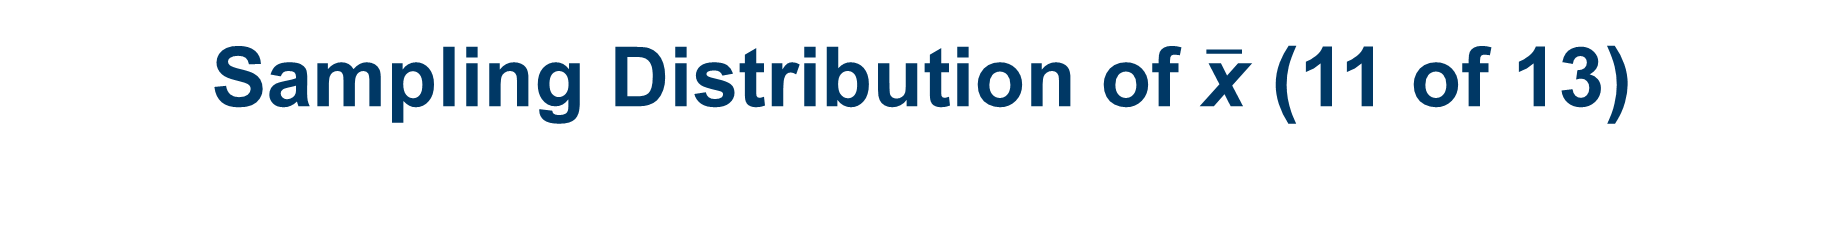 Sampling Distribution of x̅ (11 of 13)